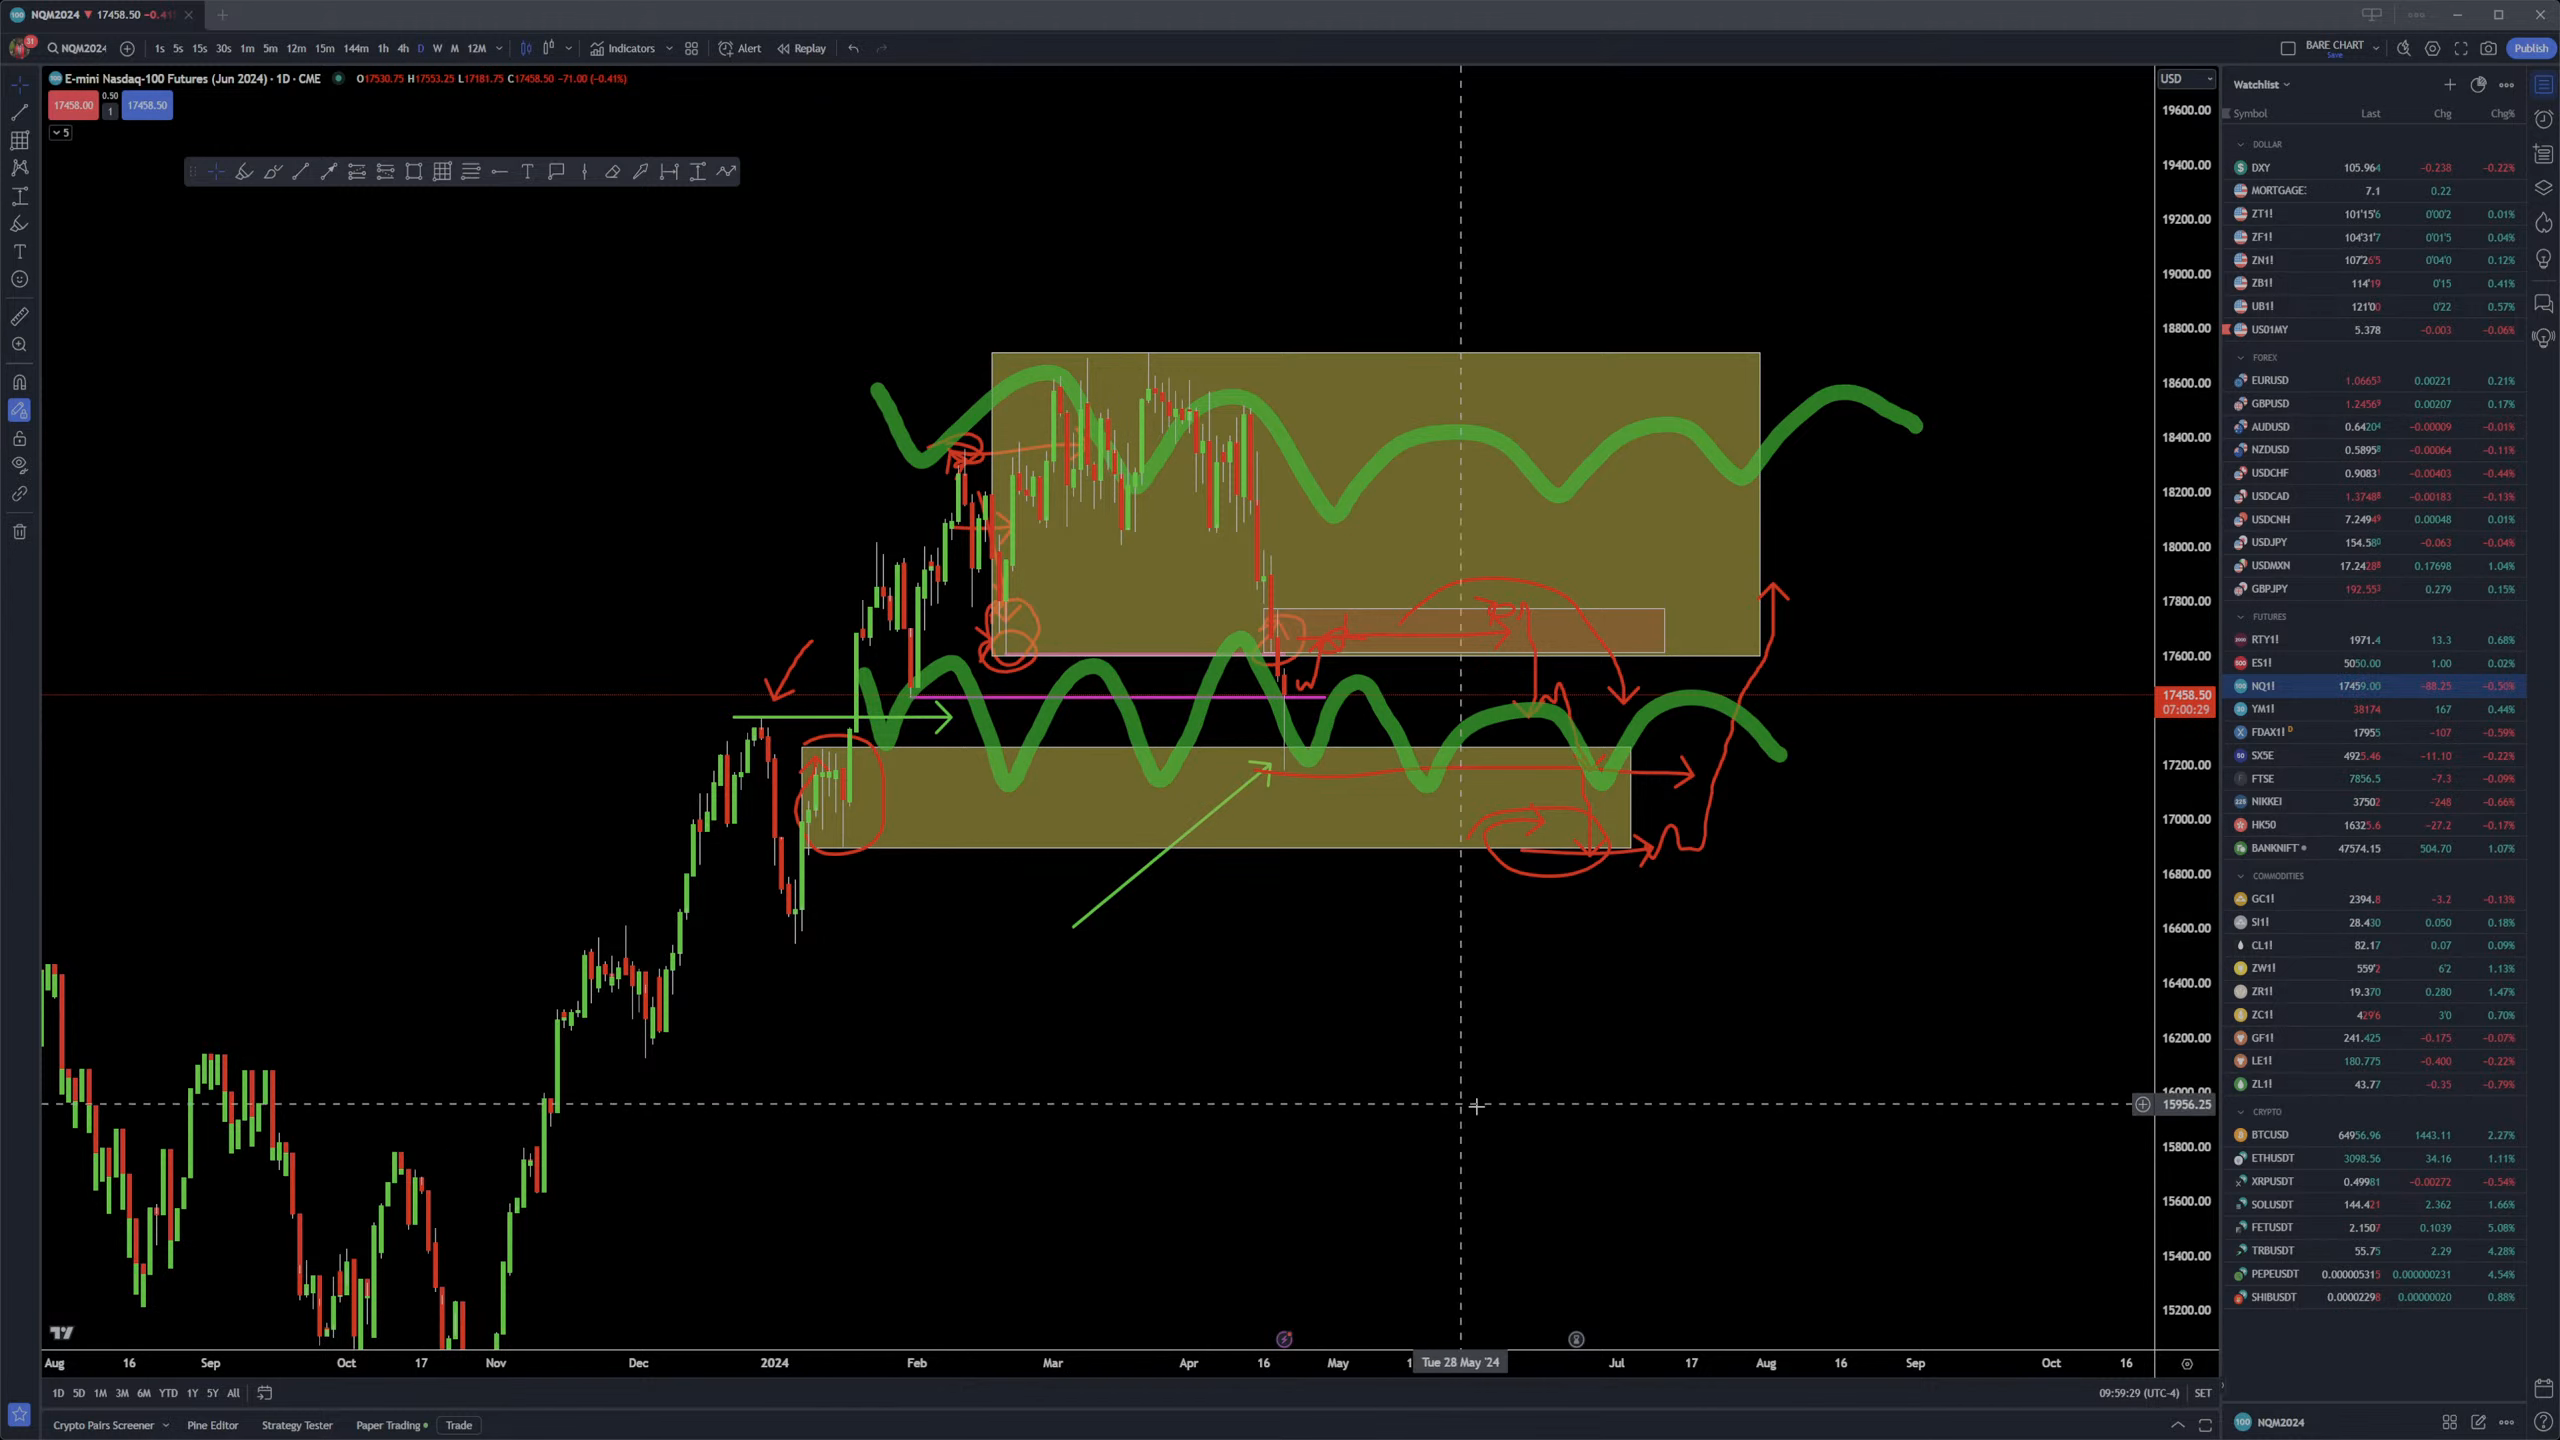 NQM2024 ▼ 17458.50 −0.41
NQM2024 1s 5s 15s 30s 1m 5m 12m 15m 144m 1h 4h D W M 12M Indicators Alert Replay BARE CHART Save Publish
E-mini Nasdaq-100 Futures (Jun 2024) · 1D · CME O17530.75 H17553.25 L17181.75 C17458.50 −71.00 (−0.41%)
17458.00 0.50 1 17458.50
5
USD
19600.00
19400.00
19200.00
19000.00
18800.00
18600.00
18400.00
18200.00
18000.00
17800.00
17600.00
17458.50
07:00:29
17200.00
17000.00
16800.00
16600.00
16400.00
16200.00
16000.00
15956.25
15800.00
15600.00
15400.00
15200.00
Aug 16 Sep Oct 17 Nov Dec 2024 Feb Mar Apr 16 May Tue 28 May '24 Jul 17 Aug 16 Sep Oct 16
1D 5D 1M 3M 6M YTD 1Y 5Y All 09:59:29 (UTC-4) SET
Crypto Pairs Screener Pine Editor Strategy Tester Paper Trading Trade
Watchlist
Symbol Last Chg Chg%
DOLLAR
DXY 105.964 −0.238 −0.22%
MORTGAGE: 7.1 0.22
ZT1! 101'15'6 0'00'2 0.01%
ZF1! 104'31'7 0'01'5 0.04%
ZN1! 107'26'5 0'04'0 0.12%
ZB1! 114'19 0'15 0.41%
UB1! 121'00 0'22 0.57%
US01MY 5.378 −0.003 −0.06%
FOREX
EURUSD 1.0665³ 0.00221 0.21%
GBPUSD 0.00207 0.17%
AUDUSD 0.64204 −0.00009 −0.01%
NZDUSD 0.5895⁸ −0.00064 −0.11%
USDCHF 0.9083¹ −0.00403 −0.44%
USDCAD 1.3748⁸ −0.00183 −0.13%
USDCNH 7.2494⁹ 0.00048 0.01%
USDJPY 154.58⁰ −0.063 −0.04%
USDMXN 17.2428⁸ 0.17698 1.04%
GBPJPY 192.55³ 0.279 0.15%
FUTURES
RTY1! 1971.4 13.3 0.68%
ES1! 5050.00 1.00 0.02%
NQ1! 17459.00 −88.25 −0.50%
YM1! 38174 167 0.44%
FDAX1! D 17955 −107 −0.59%
SX5E 4925.46 −11.10 −0.22%
FTSE 7856.5 −7.3 −0.09%
NIKKEI 37502 −248 −0.66%
HK50 16325.6 −27.2 −0.17%
BANKNIFT 47574.15 504.70 1.07%
COMMODITIES
GC1! 2394.8 −3.2 −0.13%
SI1! 28.430 0.050 0.18%
CL1! 82.17 0.07 0.09%
ZW1! 559'2 6'2 1.13%
ZR1! 19.370 0.280 1.47%
ZC1! 429'6 3'0 0.70%
GF1! 241.425 −0.175 −0.07%
LE1! 180.775 −0.400 −0.22%
ZL1! 43.77 −0.35 −0.79%
CRYPTO
BTCUSD 64956.96 1443.11 2.27%
ETHUSDT 3098.56 34.16 1.11%
XRPUSDT 0.49981 −0.00272 −0.54%
SOLUSDT 144.421 2.362 1.66%
FETUSDT 2.1507 0.1039 5.08%
TRBUSDT 55.75 2.29 4.28%
PEPEUSDT 0.000005315 0.000000231 4.54%
SHIBUSDT 0.00002298 0.00000020 0.88%
NQM2024